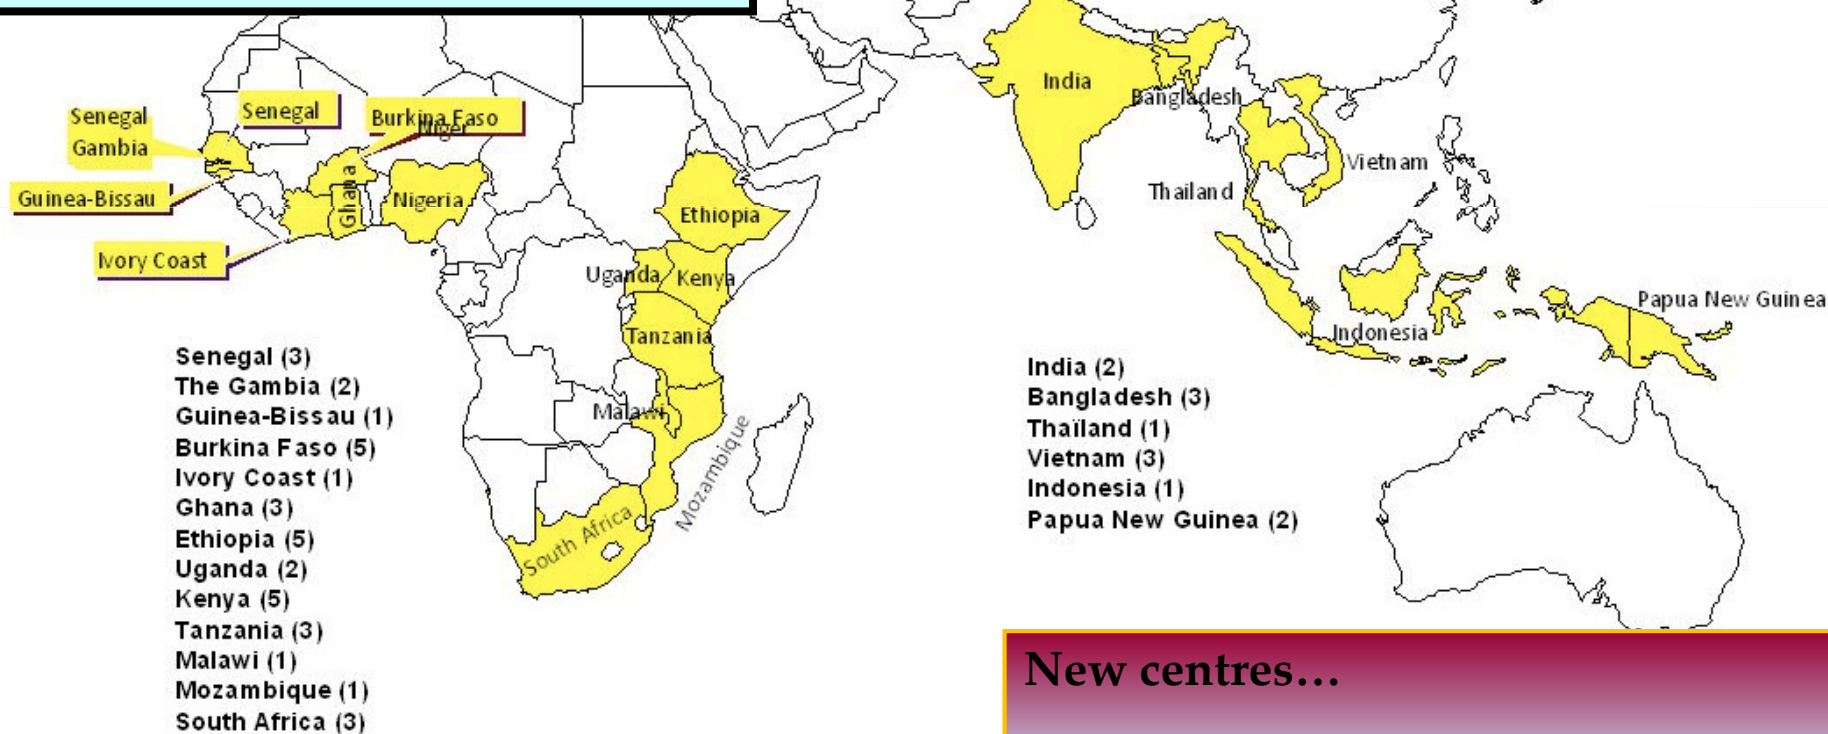 India
Bangladesh
Senegal
Burkina Faso
Niger
Senegal
Gambia
Vietnam
Thailand
Guinea-Bissau
Ghana
Nigeria
Ethiopia
Ivory Coast
Uganda
Kenya
Papua New Guinea
Tanzania
Indonesia
Malawi
Mozambique
South Africa
Senegal (3)
The Gambia (2)
Guinea-Bissau (1)
Burkina Faso (5)
Ivory Coast (1)
Ghana (3)
Ethiopia (5)
Uganda (2)
Kenya (5)
Tanzania (3)
Malawi (1)
Mozambique (1)
South Africa (3)
India (2)
Bangladesh (3)
Thaïland (1)
Vietnam (3)
Indonesia (1)
Papua New Guinea (2)
New centres…